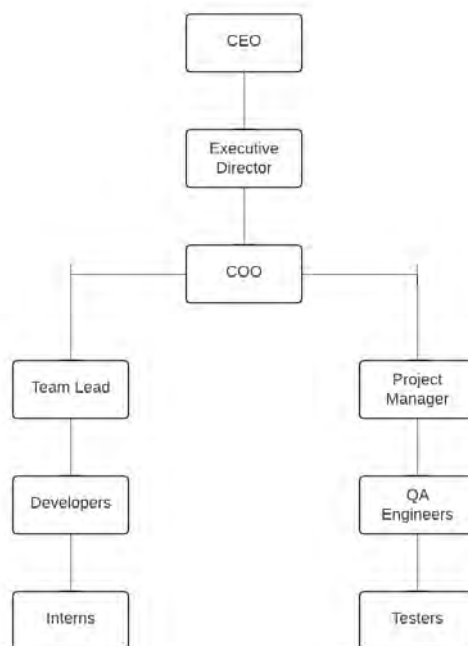 CEO
Executive
Director
COO
Team Lead
Project
Manager
Developers
QA
Engineers
Interns
Testers